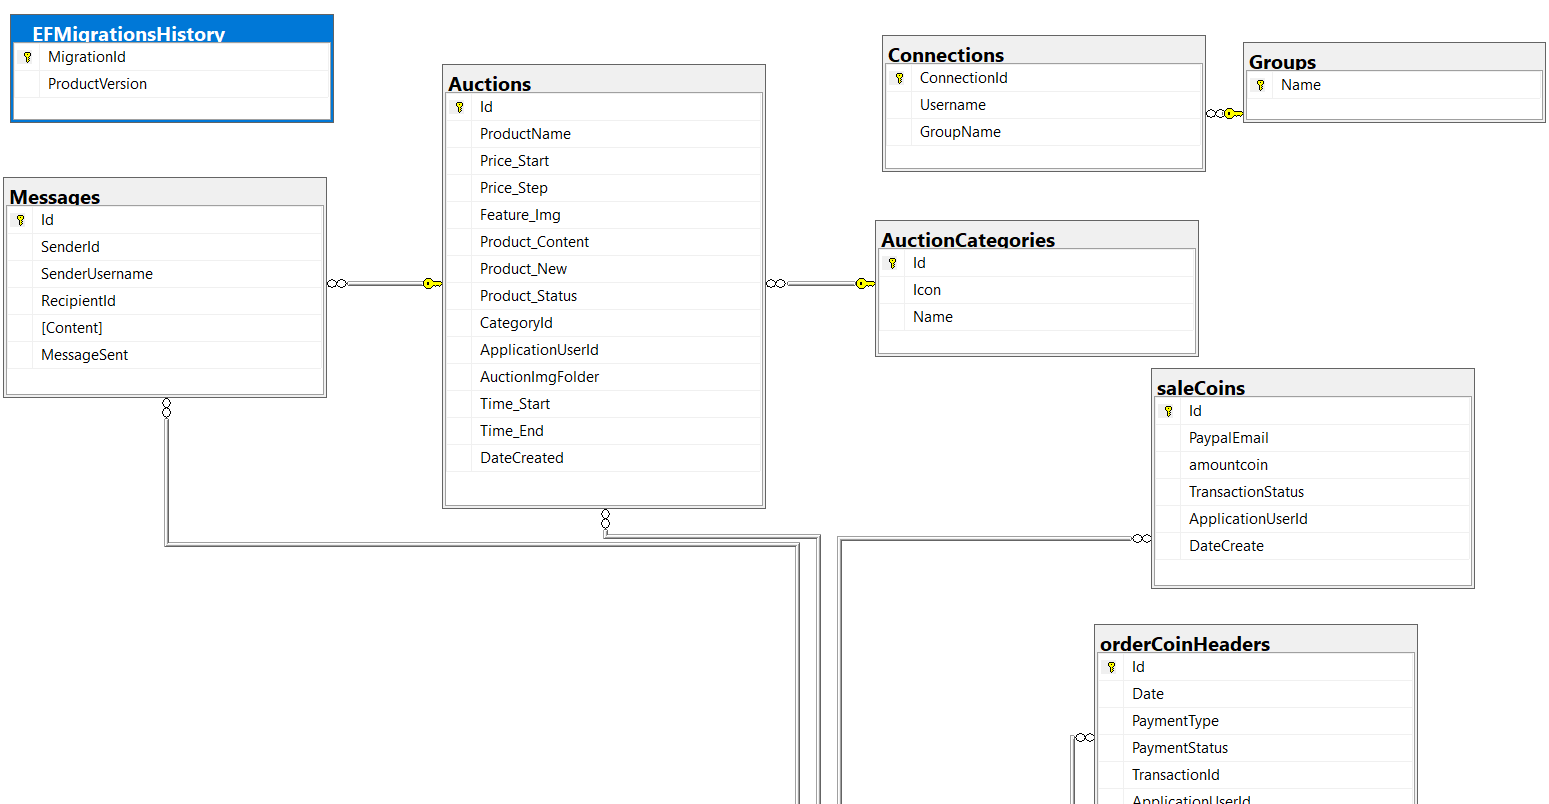 EFMigrationsHistory
MigrationId
ProductVersion
Messages
Id
SenderId
SenderUsername
RecipientId
[Content]
MessageSent
Auctions
Id
ProductName
Price_Start
Price_Step
Feature_Img
Product_Content
Product_New
Product_Status
CategoryId
ApplicationUserId
AuctionImgFolder
Time_Start
Time_End
DateCreated
Connections
ConnectionId
Username
GroupName
Groups
Name
AuctionCategories
Id
Icon
Name
saleCoins
Id
PaypalEmail
amountcoin
TransactionStatus
ApplicationUserId
DateCreate
orderCoinHeaders
Id
Date
PaymentType
PaymentStatus
TransactionId
ApplicationUserId